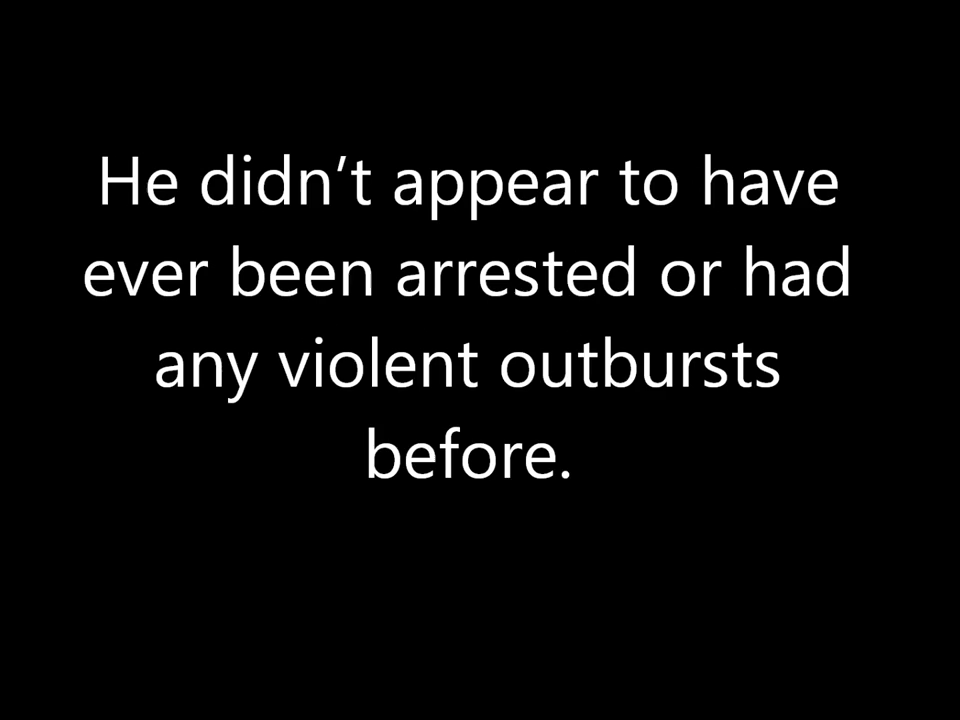 He didn’t appear to have
ever been arrested or had
any violent outbursts
before.